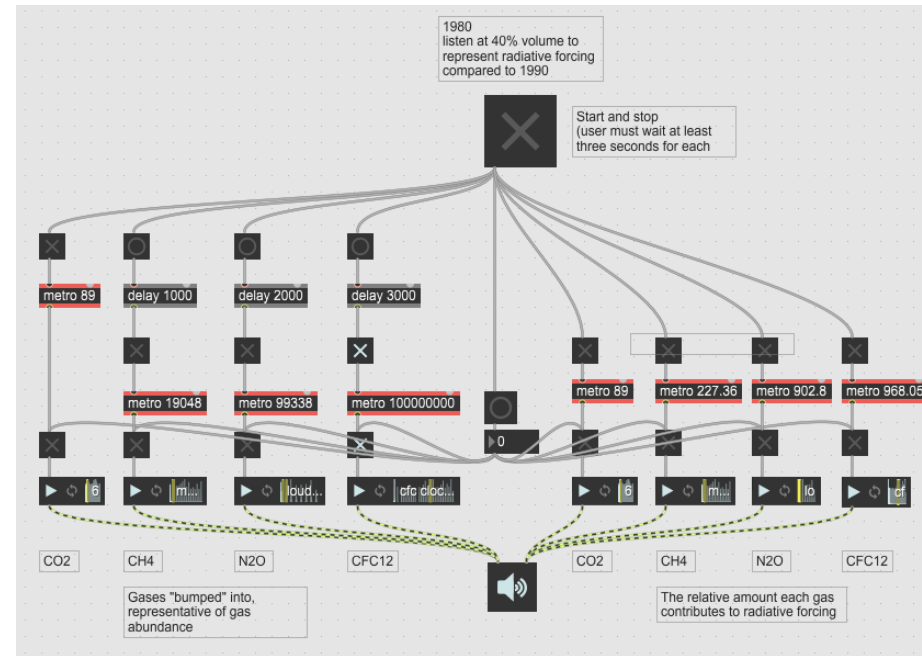 1980
listen at 40% volume to
represent radiative forcing
compared to 1990
Start and stop
(user must wait at least
three seconds for each
metro 89
delay 1000
delay 2000
delay 3000
metro 19048
metro 99338
metro 100000000
metro 89
metro 227.36
metro 902.8
metro 968.05
0
6
m...
loud...
cfc cloc...
6
m...
lo
cf
CO2
CH4
N2O
CFC12
CO2
CH4
N2O
CFC12
Gases "bumped" into,
representative of gas
abundance
The relative amount each gas
contributes to radiative forcing